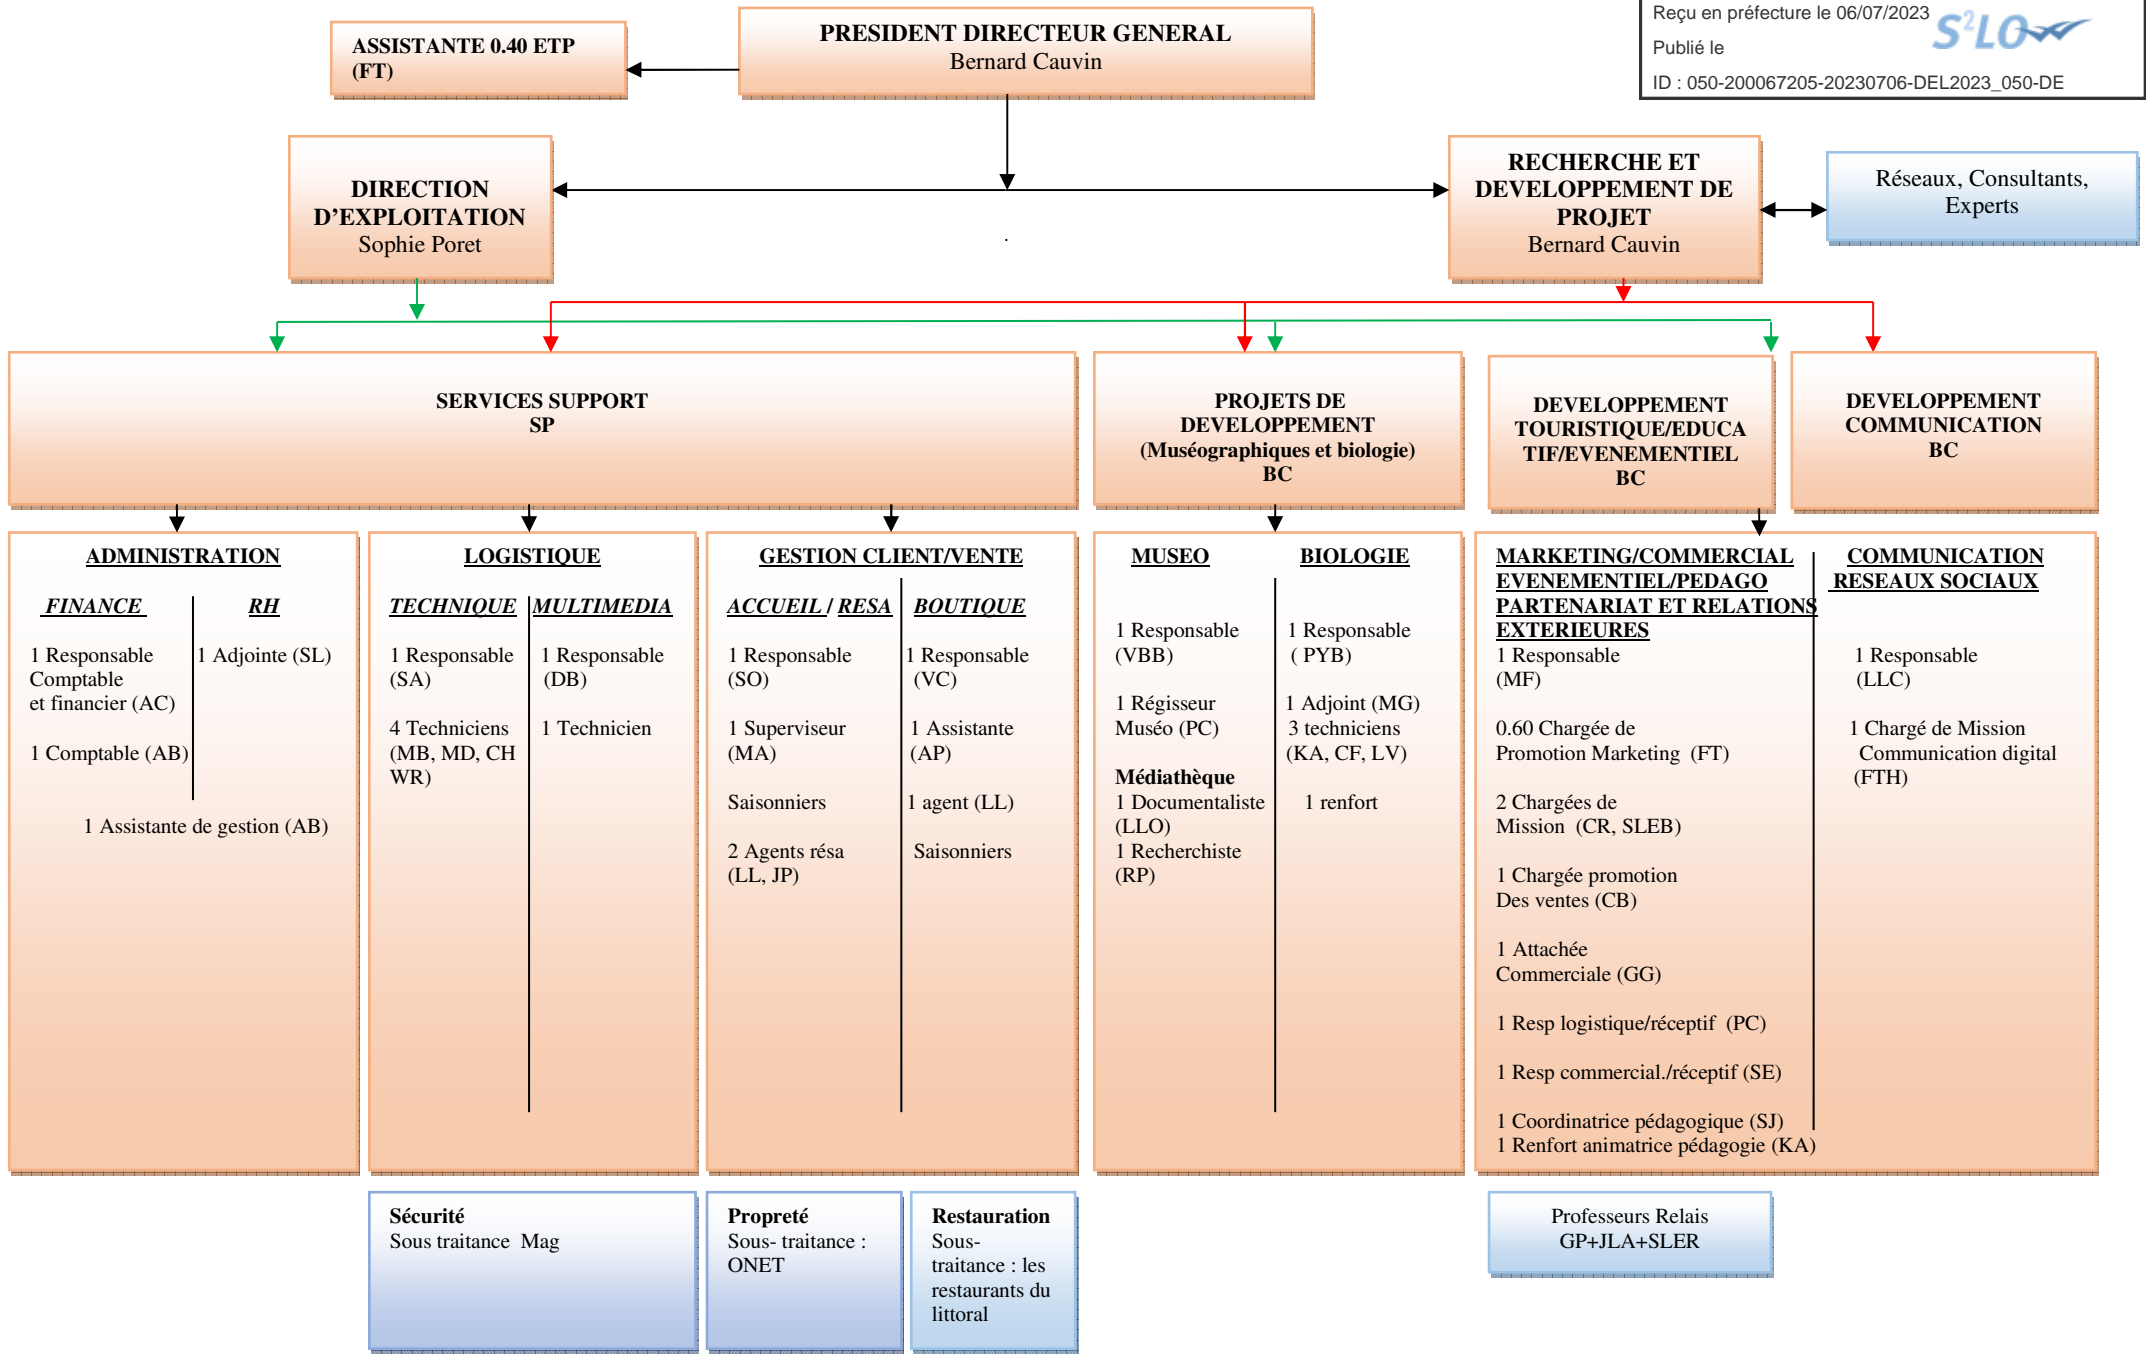 Reçu en préfecture le 06/07/2023
S²LO
Publié le
ID : 050-200067205-20230706-DEL2023_050-DE
ASSISTANTE 0.40 ETP
(FT)
PRESIDENT DIRECTEUR GENERAL
Bernard Cauvin
DIRECTION
D'EXPLOITATION
Sophie Poret
RECHERCHE ET
DEVELOPPEMENT DE
PROJET
Bernard Cauvin
Réseaux, Consultants,
Experts
.
SERVICES SUPPORT
SP
PROJETS DE
DEVELOPPEMENT
(Muséographiques et biologie)
BC
DEVELOPPEMENT
TOURISTIQUE/EDUCA
TIF/EVENEMENTIEL
BC
DEVELOPPEMENT
COMMUNICATION
BC
ADMINISTRATION
FINANCE
1 Responsable
Comptable
et financier (AC)
1 Comptable (AB)
RH
1 Adjointe (SL)
1 Assistante de gestion (AB)
LOGISTIQUE
TECHNIQUE
1 Responsable
(SA)
4 Techniciens
(MB, MD, CH
WR)
MULTIMEDIA
1 Responsable
(DB)
1 Technicien
GESTION CLIENT/VENTE
ACCUEIL / RESA
1 Responsable
(SO)
1 Superviseur
(MA)
Saisonniers
2 Agents résa
(LL, JP)
BOUTIQUE
1 Responsable
(VC)
1 Assistante
(AP)
1 agent (LL)
Saisonniers
MUSEO
1 Responsable
(VBB)
1 Régisseur
Muséo (PC)
Médiathèque
1 Documentaliste
(LLO)
1 Recherchiste
(RP)
BIOLOGIE
1 Responsable
( PYB)
1 Adjoint (MG)
3 techniciens
(KA, CF, LV)
1 renfort
MARKETING/COMMERCIAL
EVENEMENTIEL/PEDAGO
PARTENARIAT ET RELATIONS
EXTERIEURES
1 Responsable
(MF)
0.60 Chargée de
Promotion Marketing (FT)
2 Chargées de
Mission (CR, SLEB)
1 Chargée promotion
Des ventes (CB)
1 Attachée
Commerciale (GG)
1 Resp logistique/réceptif (PC)
1 Resp commercial./réceptif (SE)
1 Coordinatrice pédagogique (SJ)
1 Renfort animatrice pédagogie (KA)
COMMUNICATION
RESEAUX SOCIAUX
1 Responsable
(LLC)
1 Chargé de Mission
Communication digital
(FTH)
Sécurité
Sous traitance Mag
Propreté
Sous- traitance :
ONET
Restauration
Sous-
traitance : les
restaurants du
littoral
Professeurs Relais
GP+JLA+SLER